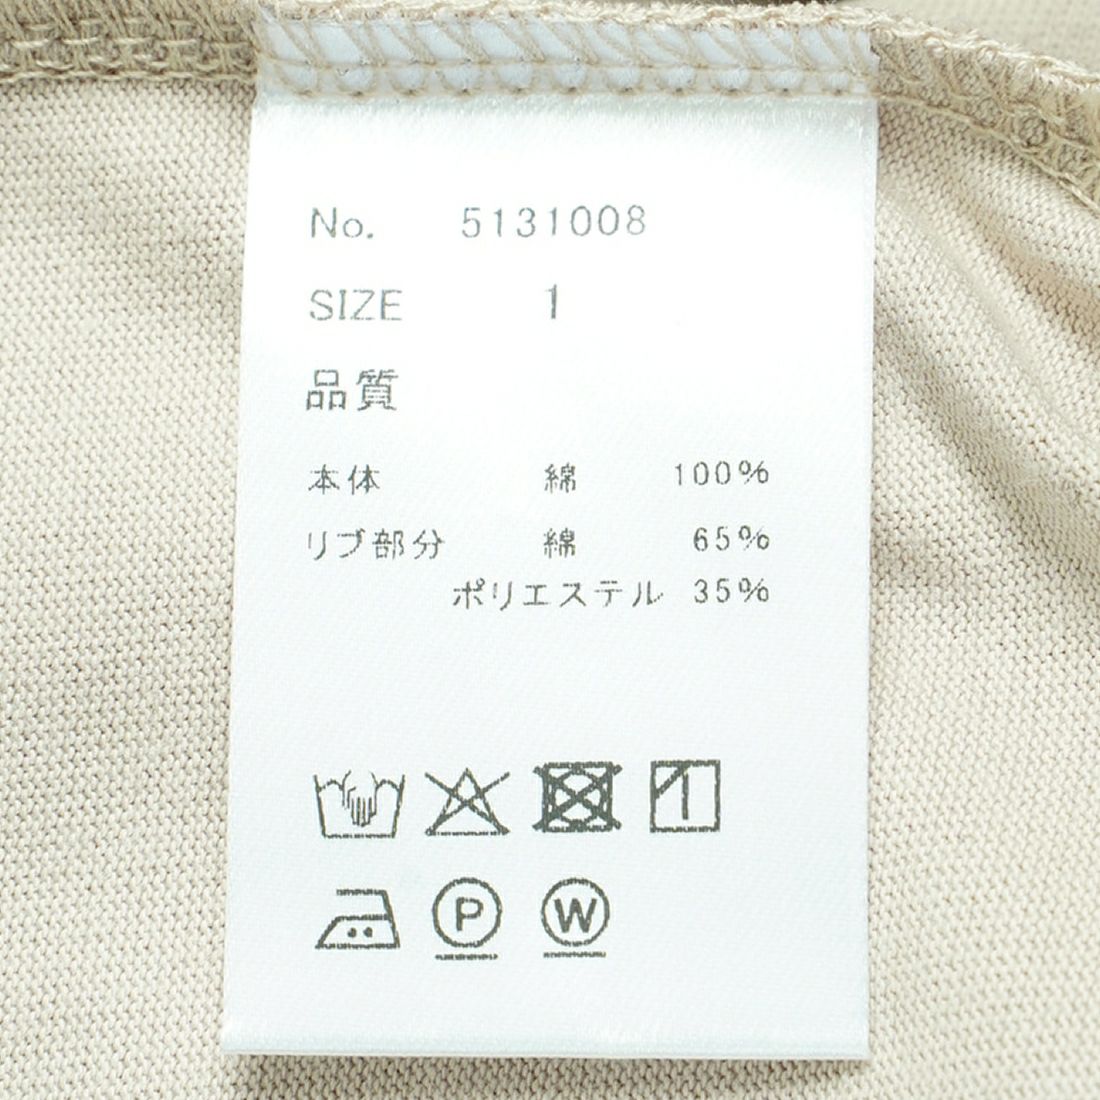 No. 5131008
SIZE 1
品質
本体 綿 100%
リブ部分 綿 65%
ポリエステル 35%
P W